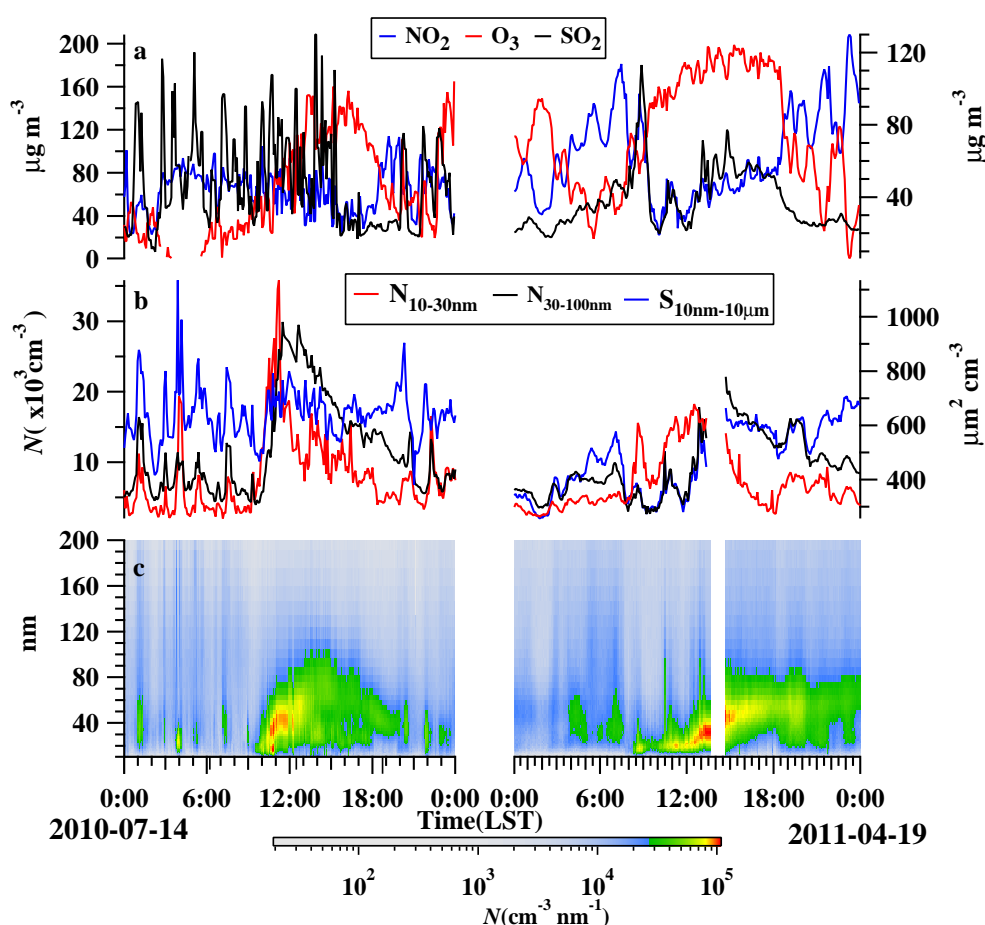 NO2 O3 SO2
a
200
160
120
80
40
0
µg m-3
120
80
40
µg m-3
b
N10-30nm N30-100nm S10nm-10µm
30
20
10
N( x10³cm-3)
1000
800
600
400
µm² cm-3
c
200
160
120
80
40
nm
0:00 6:00 12:00 18:00 0:00 0:00 6:00 12:00 18:00 0:00
2010-07-14 Time(LST) 2011-04-19
10² 10³ 10⁴ 10⁵
N(cm-3 nm-1)